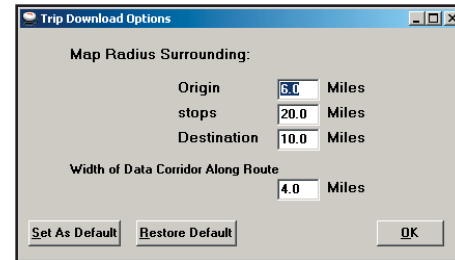 Trip Download Options
Map Radius Surrounding:
Origin 6.0 Miles
stops 20.0 Miles
Destination 10.0 Miles
Width of Data Corridor Along Route
4.0 Miles
Set As Default Restore Default OK